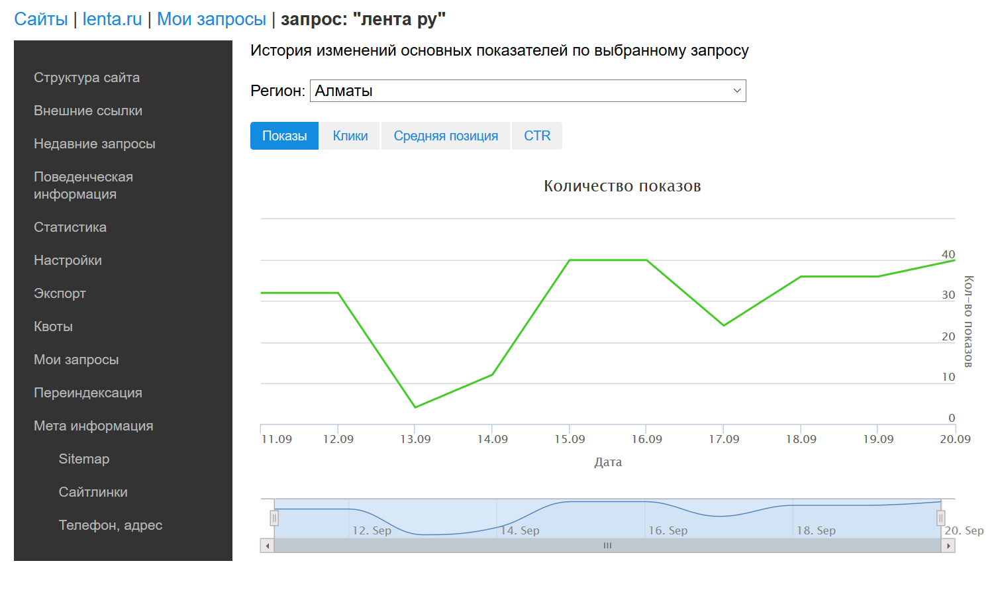 Сайты | lenta.ru | Мои запросы | запрос: "лента ру"
Структура сайта
Внешние ссылки
Недавние запросы
Поведенческая
информация
Статистика
Настройки
Экспорт
Квоты
Мои запросы
Переиндексация
Мета информация
Sitemap
Сайтлинки
Телефон, адрес
История изменений основных показателей по выбранному запросу
Регион: Алматы
Показы Клики Средняя позиция CTR
Количество показов
40
30
20
10
0
Кол-во показов
11.09 12.09 13.09 14.09 15.09 16.09 17.09 18.09 19.09 20.09
Дата
12. Sep 14. Sep 16. Sep 18. Sep 20. Sep